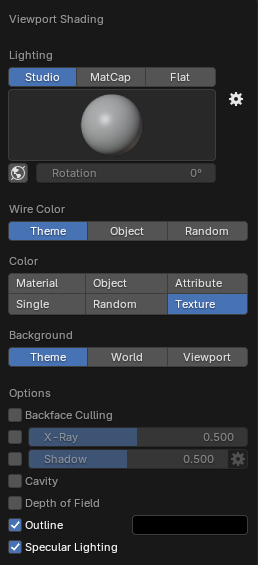 Viewport Shading
Lighting
Studio MatCap Flat
Rotation 0°
Wire Color
Theme Object Random
Color
Material Object Attribute
Single Random Texture
Background
Theme World Viewport
Options
Backface Culling
X-Ray 0.500
Shadow 0.500
Cavity
Depth of Field
Outline
Specular Lighting